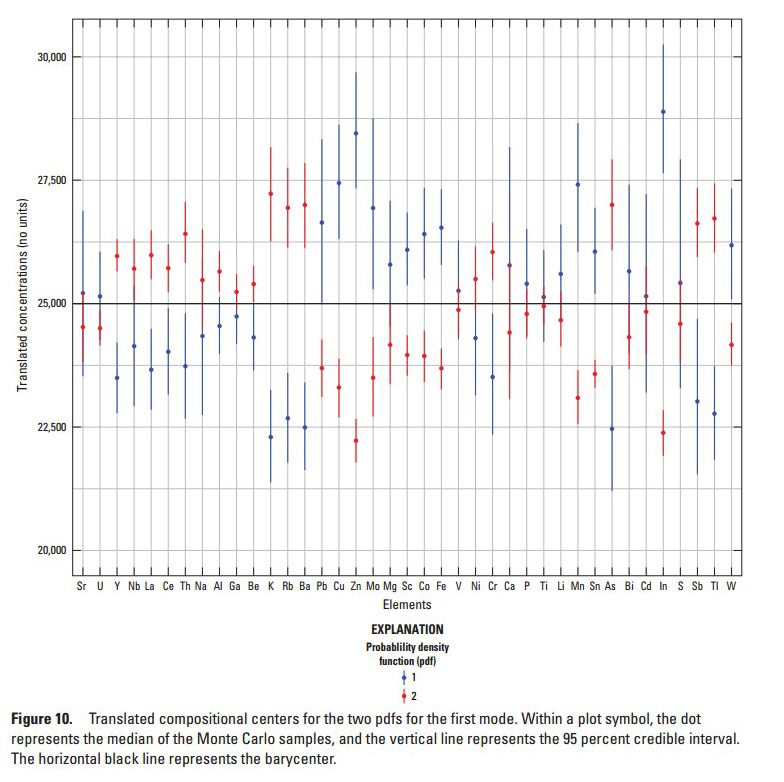 30,000
27,500
25,000
22,500
20,000
Translated concentrations (no units)
Sr U Y Nb La Ce Th Na Al Ga Be K Rb Ba Pb Cu Zn Mo Mg Sc Co Fe V Ni Cr Ca P Ti Li Mn Sn As Bi Cd In S Sb Tl W
Elements
EXPLANATION
Probablility density
function (pdf)
1
2
Figure 10. Translated compositional centers for the two pdfs for the first mode. Within a plot symbol, the dot
represents the median of the Monte Carlo samples, and the vertical line represents the 95 percent credible interval.
The horizontal black line represents the barycenter.